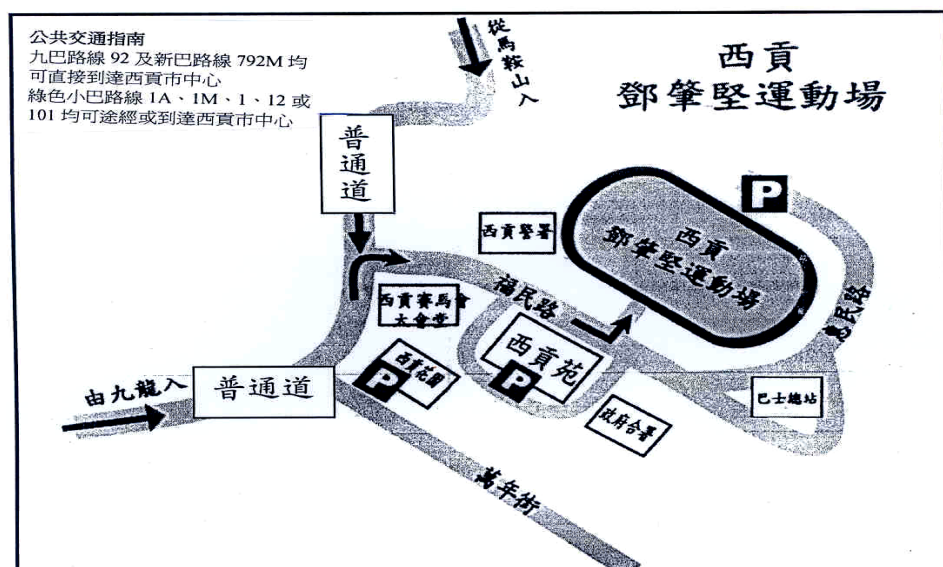 公共交通指南
九巴路線 92 及新巴路線 792M 均
可直接到達西貢市中心
綠色小巴路線 1A、1M、1、12 或
101 均可途經或到達西貢市中心
從馬鞍山入
西貢
鄧肇堅運動場
普通道
P
西貢警署
西貢
鄧肇堅運動場
福民路
惠民路
西貢賽馬會
大會堂
西貢苑
P
西貢花園
P
普通道
由九龍入
巴士總站
政府合署
萬年街